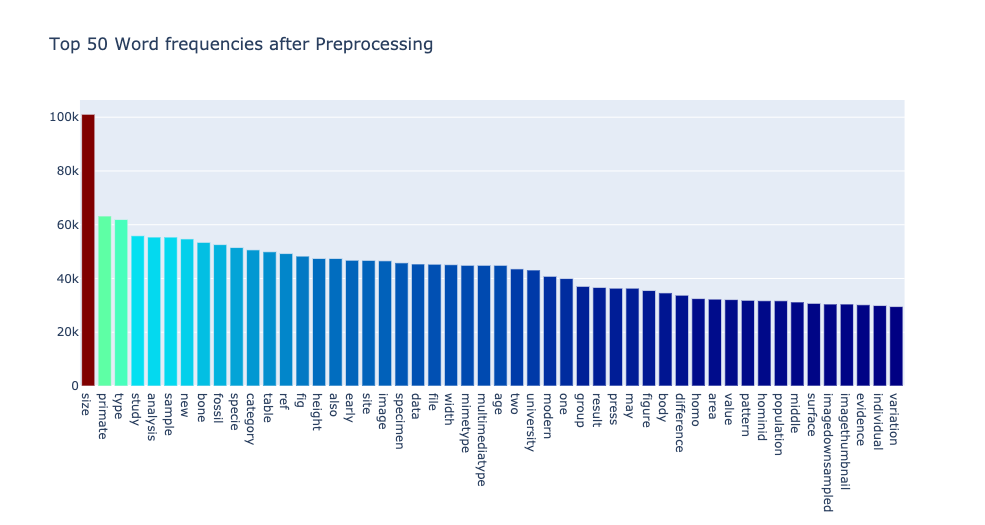 Top 50 Word frequencies after Preprocessing
100k
80k
60k
40k
20k
0
size
primate
type
study
analysis
sample
new
bone
fossil
specie
category
table
ref
fig
height
also
early
site
image
specimen
data
file
width
mimetype
multimediatype
age
two
university
modern
one
group
result
press
may
figure
body
difference
homo
area
value
pattern
hominid
population
middle
surface
imagedownsampled
imagethumbnail
evidence
individual
variation